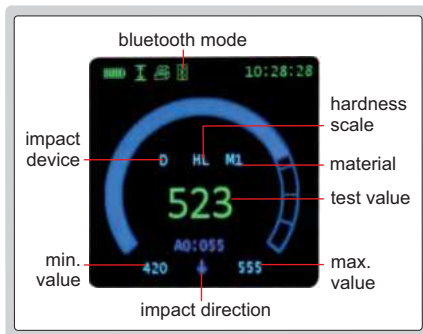 bluetooth mode
10:28:28
hardness
scale
impact
device
D HL M1
material
523
test value
A0:055
min.
value
420
555
max.
value
impact direction